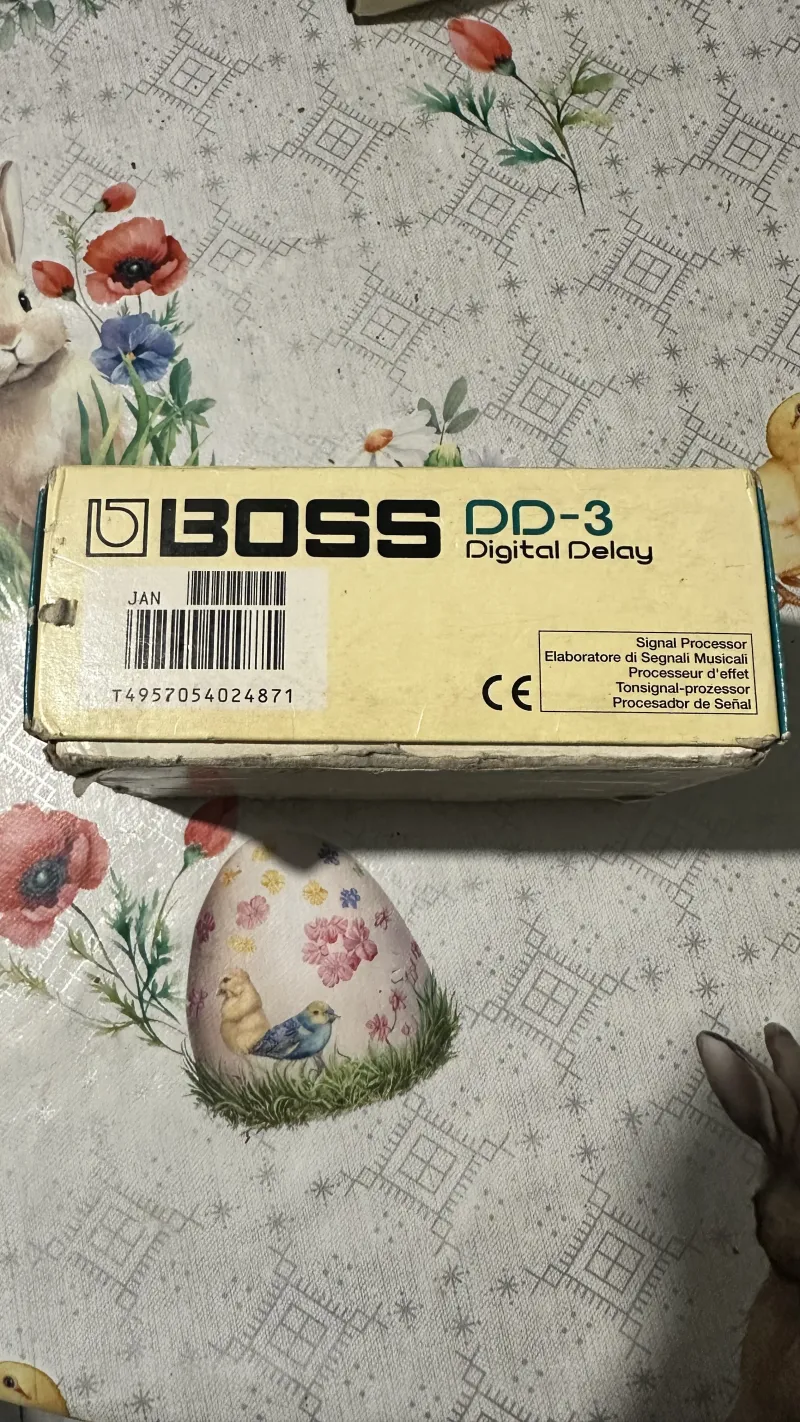 BOSS DD-3
Digital Delay
JAN
T4957054024871
CE
Signal Processor
Elaboratore di Segnali Musicali
Processeur d'effet
Tonsignal-prozessor
Procesador de Señal